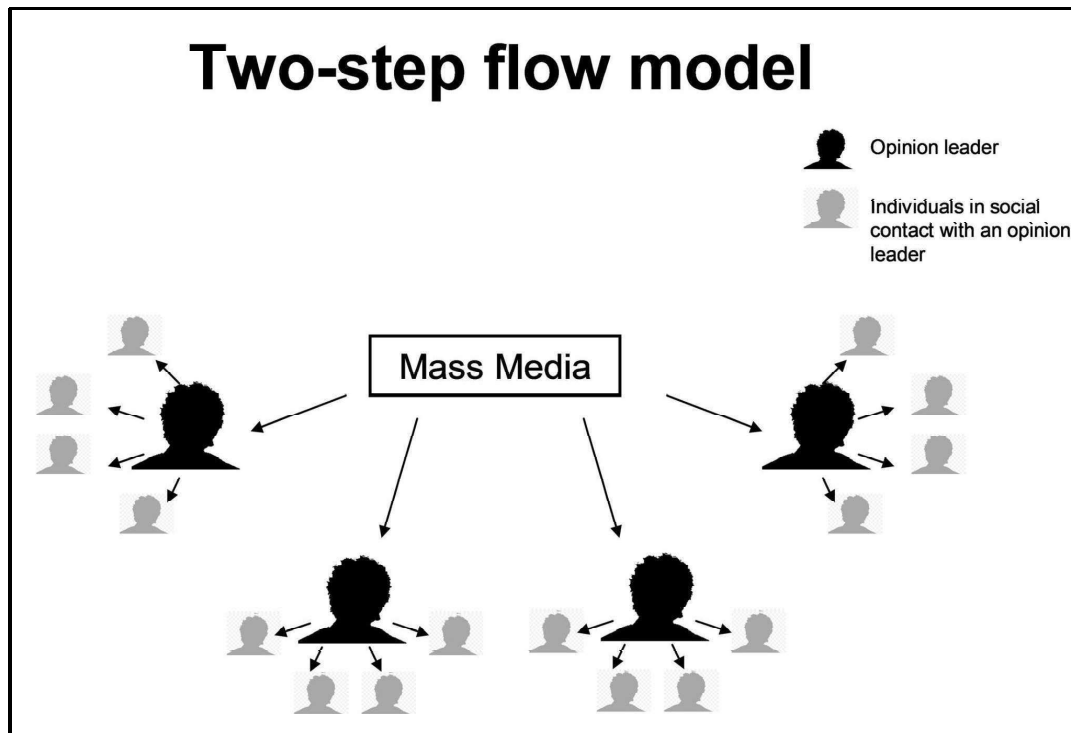 Two-step flow model
Opinion leader
Individuals in social
contact with an opinion
leader
Mass Media